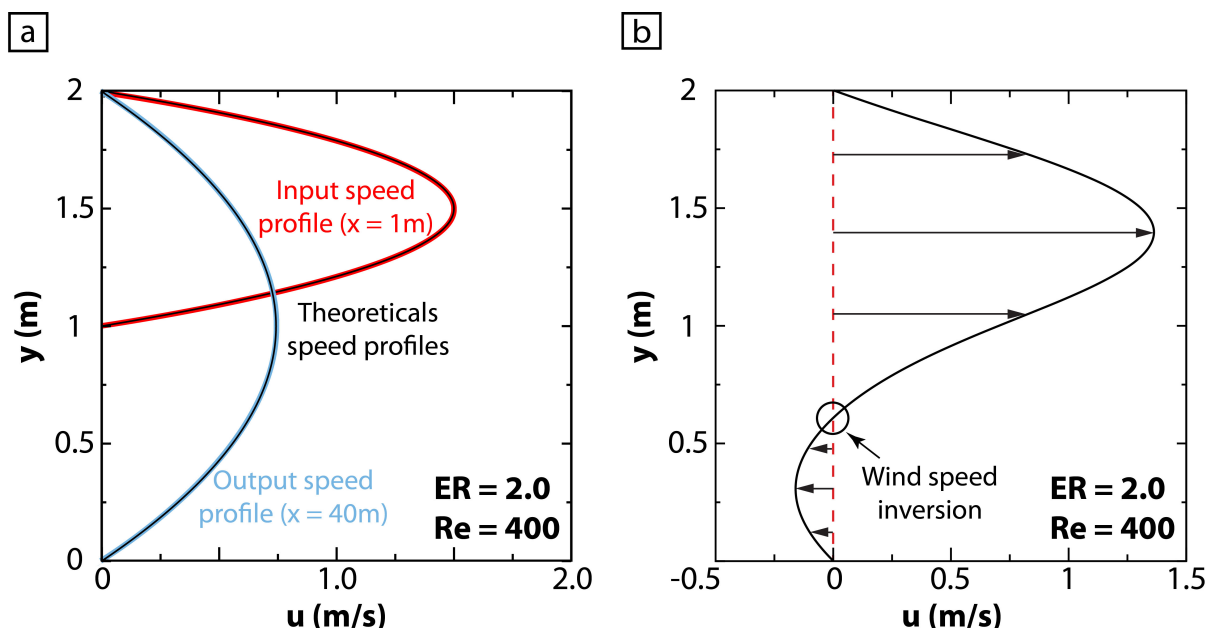 a
2
1.5
1
0.5
0
y (m)
0
1.0
2.0
u (m/s)
Input speed
profile (x = 1m)
Theoreticals
speed profiles
Output speed
profile (x = 40m)
ER = 2.0
Re = 400
b
2
1.5
1
0.5
0
y (m)
-0.5
0
0.5
1
1.5
u (m/s)
Wind speed
inversion
ER = 2.0
Re = 400